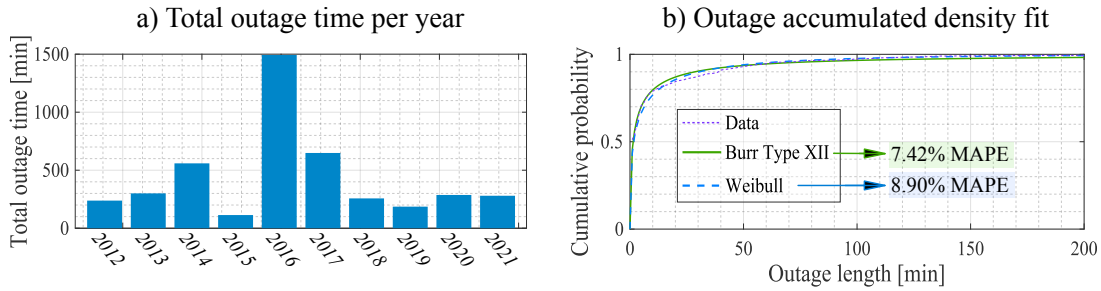 a) Total outage time per year
Total outage time [min]
1500
1000
500
0
2012
2013
2014
2015
2016
2017
2018
2019
2020
2021
b) Outage accumulated density fit
Cumulative probability
1
0.5
0
Data
Burr Type XII
7.42% MAPE
Weibull
8.90% MAPE
0
50
100
150
200
Outage length [min]